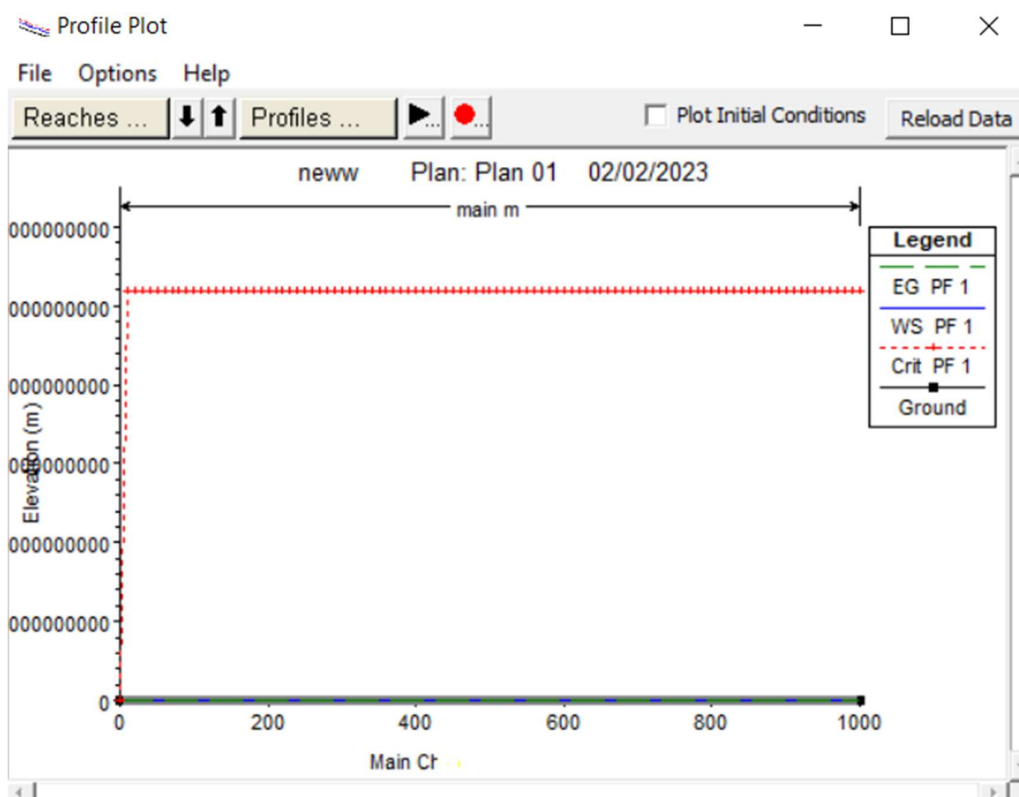 Profile Plot
File Options Help
Reaches ... Profiles ... Plot Initial Conditions Reload Data
neww Plan: Plan 01 02/02/2023
main m
Legend
EG PF 1
WS PF 1
Crit PF 1
Ground
000000000
000000000
000000000
000000000
000000000
000000000
0
Elevation (m)
0 200 400 600 800 1000
Main